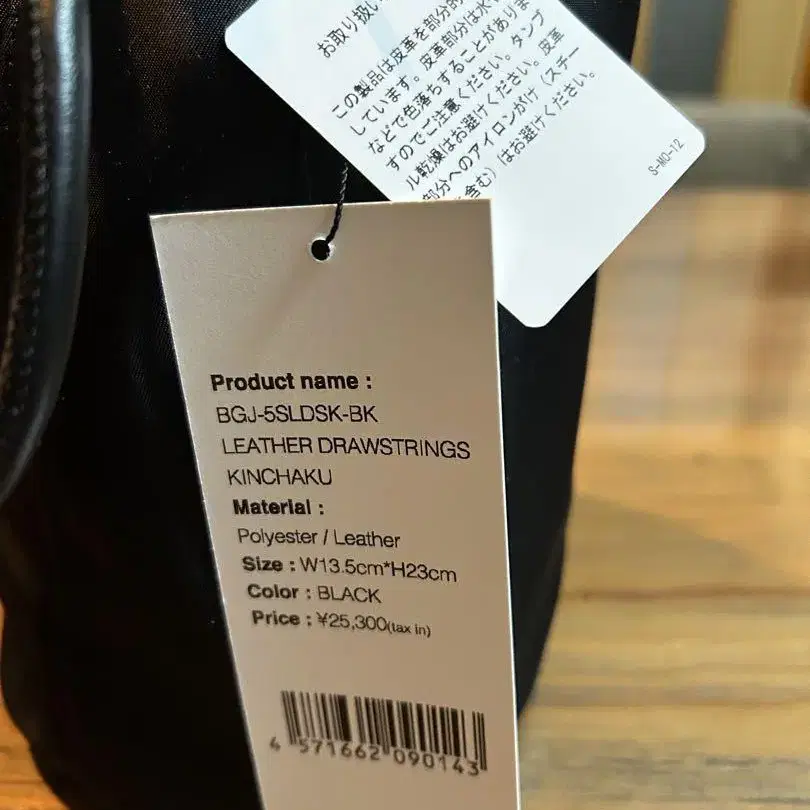 お取り扱い
この製品は皮革を部分的
しています。皮革部分は水や
などで色落ちすることがありま
すのでご注意ください。タンブ
ル乾燥はお避けください。皮革
部分へのアイロンがけ（スチー
含む）はお避けください。
S-MO-12
Product name :
BGJ-5SLDSK-BK
LEATHER DRAWSTRINGS
KINCHAKU
Material :
Polyester / Leather
Size : W13.5cm*H23cm
Color : BLACK
Price : ¥25,300(tax in)
4 571662 090143